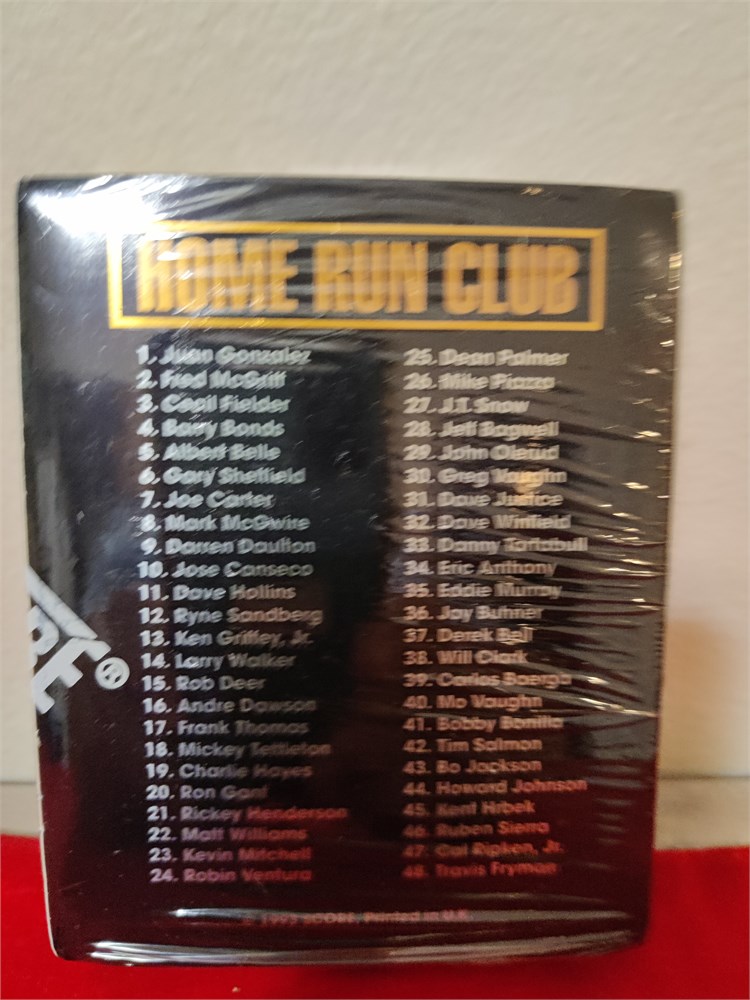 HOME RUN CLUB
1. Juan Gonzalez
2. Fred McGriff
3. Cecil Fielder
4. Barry Bonds
5. Albert Belle
6. Gary Sheffield
7. Joe Carter
8. Mark McGwire
9. Darren Daulton
10. Jose Canseco
11. Dave Hollins
12. Ryne Sandberg
13. Ken Griffey, Jr.
14. Larry Walker
15. Rob Deer
16. Andre Dawson
17. Frank Thomas
18. Mickey Tettleton
19. Charlie Hayes
20. Ron Gant
21. Rickey Henderson
22. Matt Williams
23. Kevin Mitchell
24. Robin Ventura
25. Dean Palmer
26. Mike Piazza
27. J.T. Snow
28. Jeff Bagwell
29. John Olerud
30. Greg Vaughn
31. Dave Justice
32. Dave Winfield
33. Danny Tartabull
34. Eric Anthony
35. Eddie Murray
36. Jay Buhner
37. Derek Bell
38. Will Clark
39. Carlos Baerga
40. Mo Vaughn
41. Bobby Bonilla
42. Tim Salmon
43. Bo Jackson
44. Howard Johnson
45. Kent Hrbek
46. Ruben Sierra
47. Cal Ripken, Jr.
48. Travis Fryman
© 1993 SCORE, Printed in U.K.